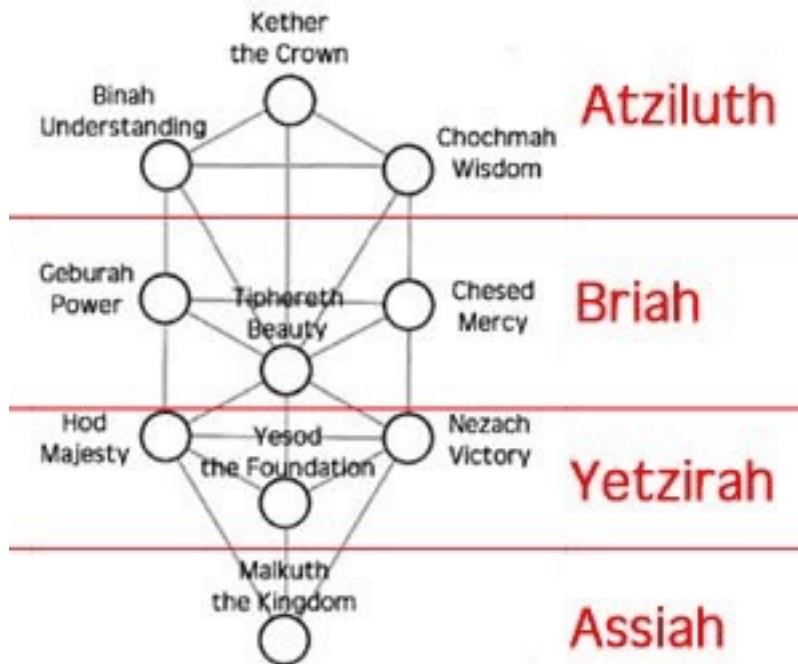 Kether
the Crown
Binah
Understanding
Atziluth
Chochmah
Wisdom
Geburah
Power
Tiphereth
Beauty
Chesed
Mercy
Briah
Hod
Majesty
Yesod
the Foundation
Nezach
Victory
Yetzirah
Malkuth
the Kingdom
Assiah